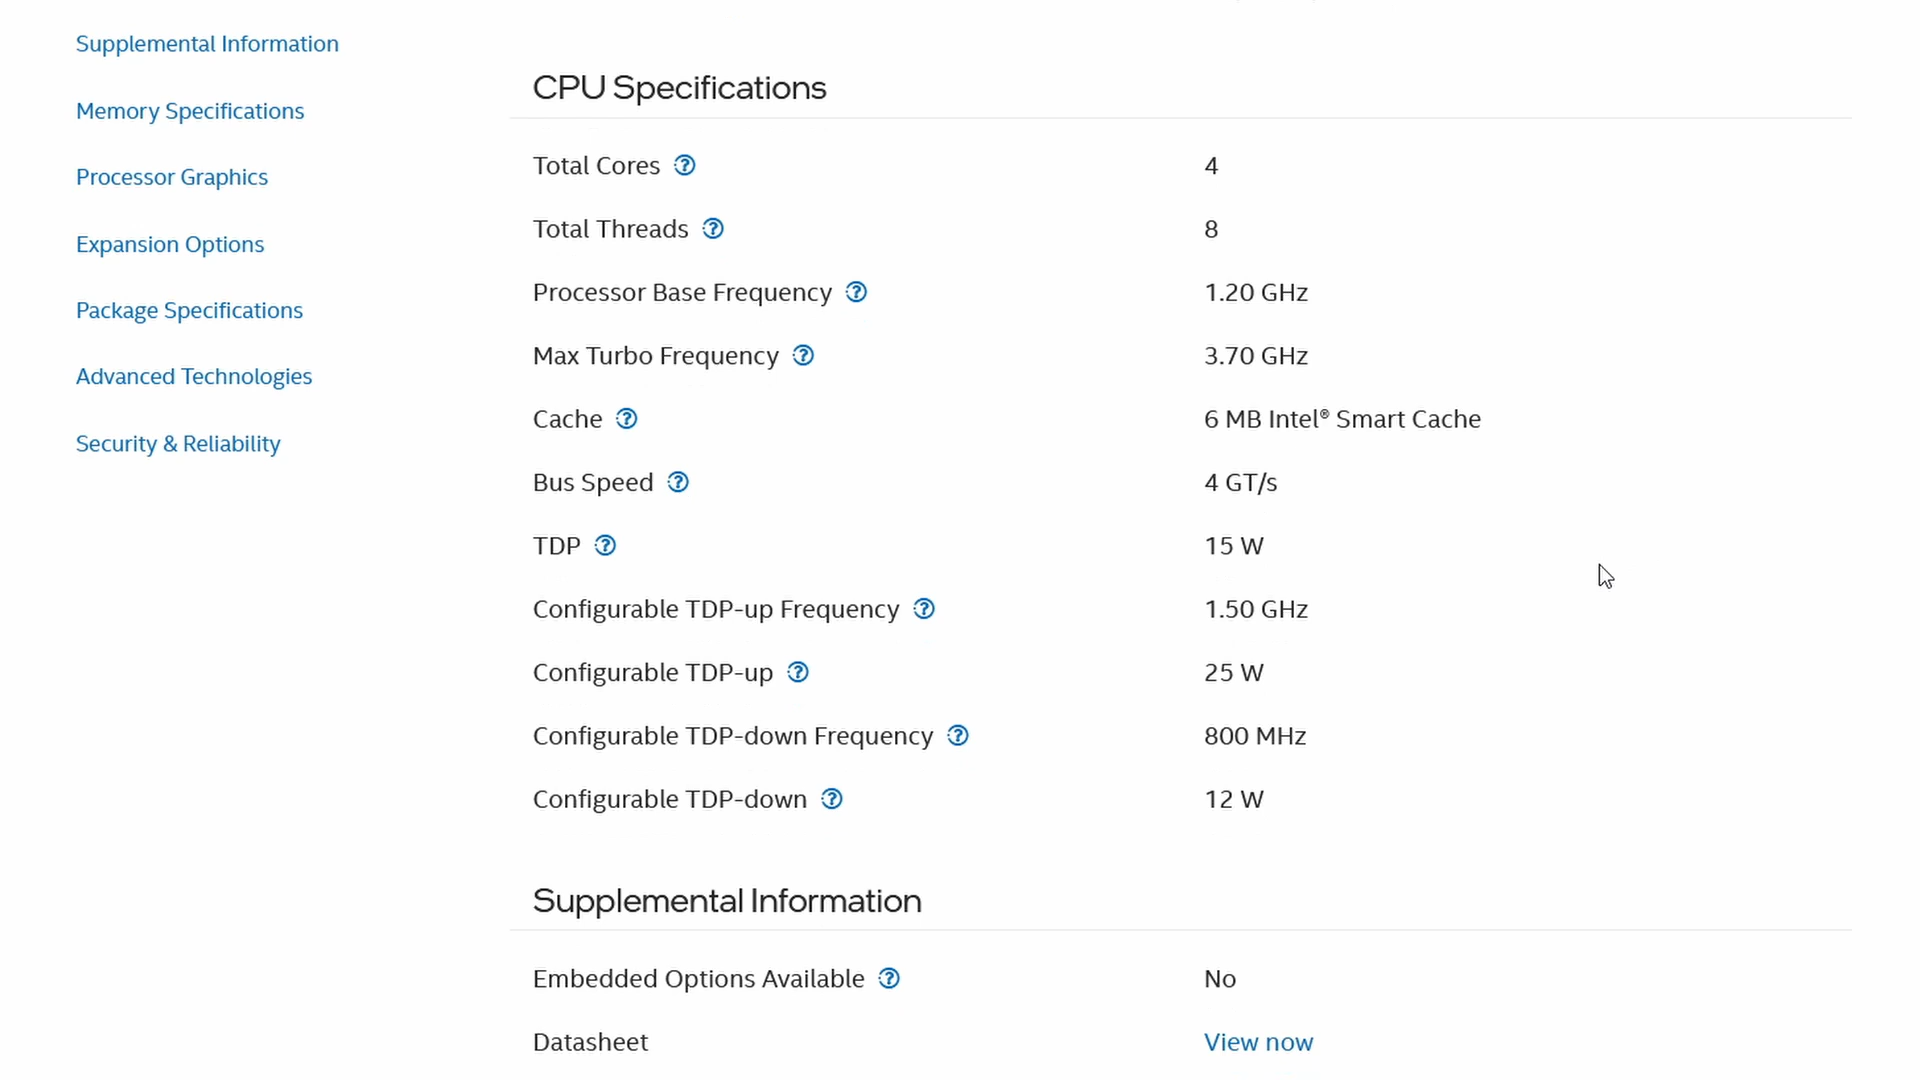 Supplemental Information
Memory Specifications
Processor Graphics
Expansion Options
Package Specifications
Advanced Technologies
Security & Reliability
CPU Specifications
Total Cores ? 4
Total Threads ? 8
Processor Base Frequency ? 1.20 GHz
Max Turbo Frequency ? 3.70 GHz
Cache ? 6 MB Intel® Smart Cache
Bus Speed ? 4 GT/s
TDP ? 15 W
Configurable TDP-up Frequency ? 1.50 GHz
Configurable TDP-up ? 25 W
Configurable TDP-down Frequency ? 800 MHz
Configurable TDP-down ? 12 W
Supplemental Information
Embedded Options Available ? No
Datasheet View now